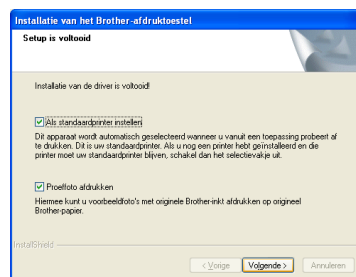 Installatie van het Brother-afdruktoestel
Setup is voltooid
Installatie van de driver is voltooid!
Als standaardprinter instellen
Dit apparaat wordt automatisch geselecteerd wanneer u vanuit een toepassing probeert af
te drukken. Dit is uw standaardprinter. Als u nog een printer hebt geïnstalleerd en die
printer moet uw standaardprinter blijven, schakel dan het selectievakje uit.
Proeffoto afdrukken
Hiermee kunt u voorbeeldfoto's met originele Brother-inkt afdrukken op origineel
Brother-papier.
InstallShield
< Vorige Volgende > Annuleren